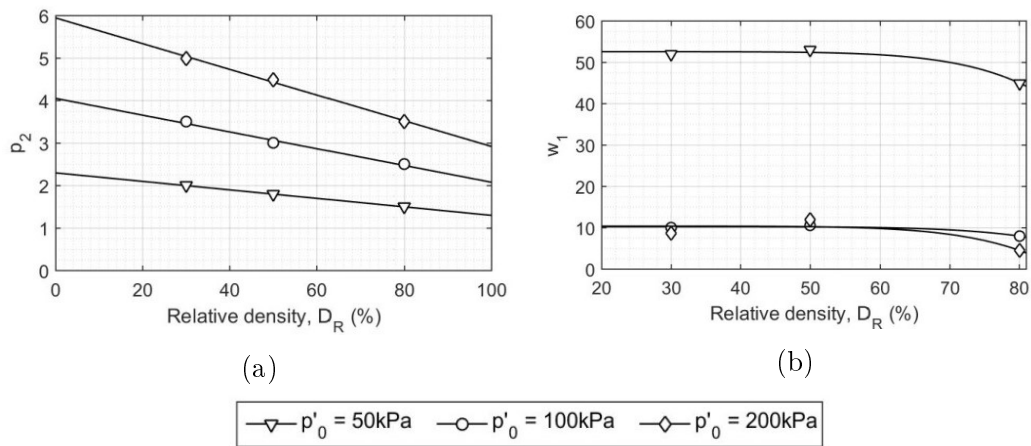 6
5
4
3
2
1
0
p2
0 20 40 60 80 100
Relative density, DR (%)
(a)
60
50
40
30
20
10
0
w1
20 30 40 50 60 70 80
Relative density, DR (%)
(b)
p'0 = 50kPa p'0 = 100kPa p'0 = 200kPa